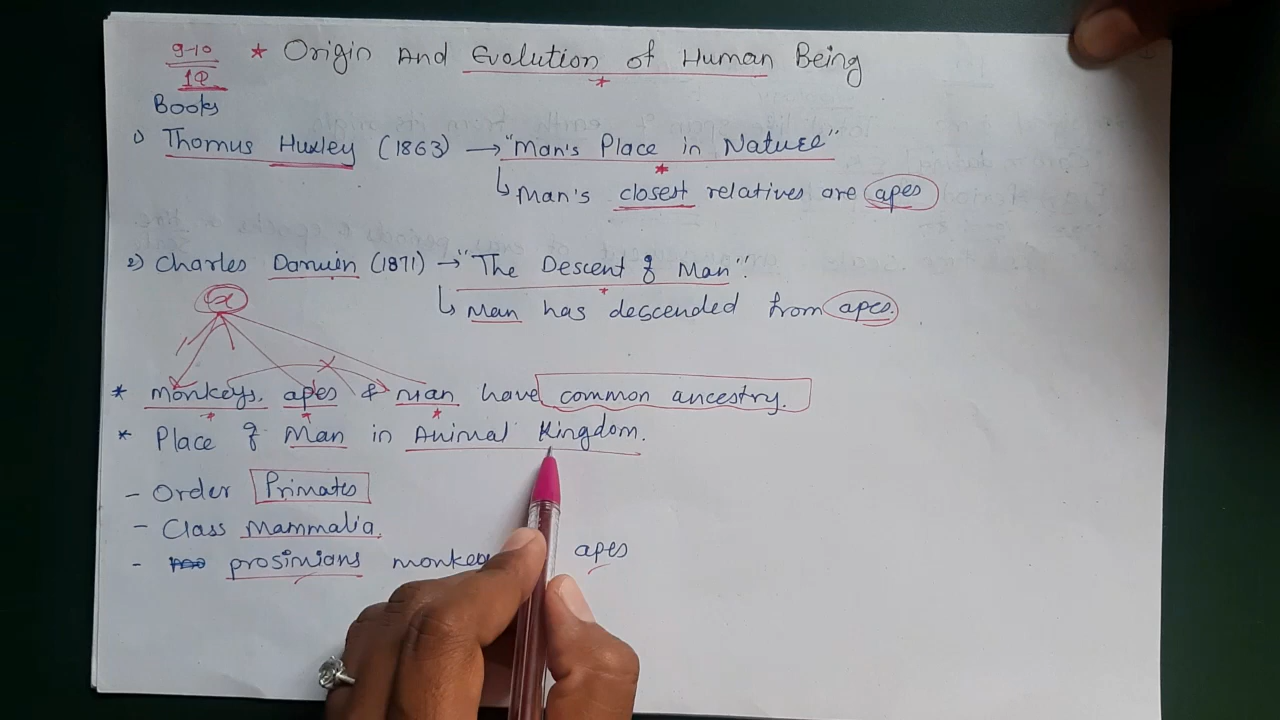 9-10
1Q
* Origin And Evolution of Human Being
Books
1) Thomus Huxley (1863) → "Man's Place in Nature"
↳ Man's closest relatives are apes
2) Charles Darwin (1871) → "The Descent of Man".
↳ Man has descended from apes.
* monkeys, apes & man have common ancestry.
* Place of Man in Animal Kingdom.
- Order Primates
- Class Mammalia.
- prosimians monkey apes